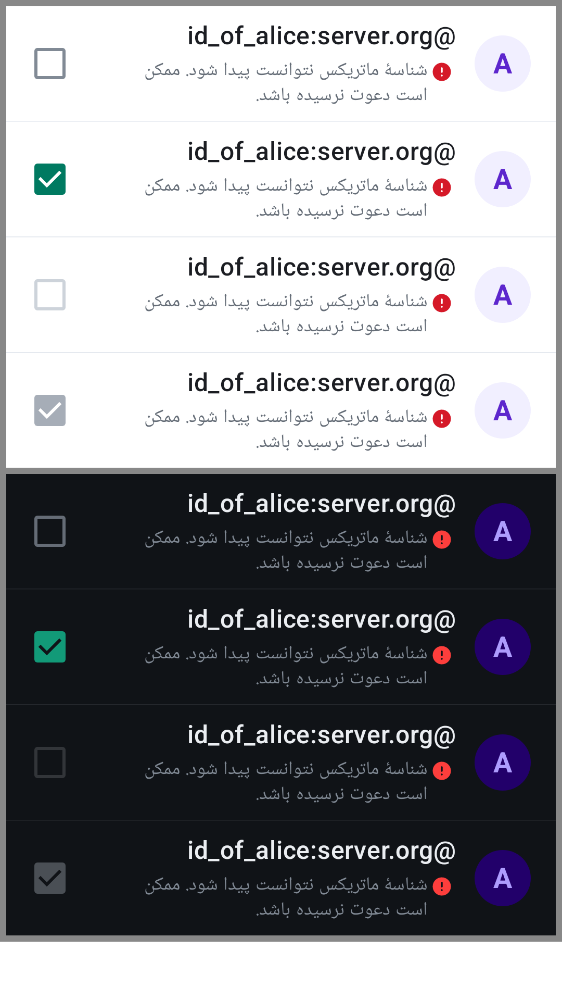 id_of_alice:server.org@
A
شناسهٔ ماتریکس نتوانست پیدا شود. ممکن
است دعوت نرسیده باشد.
id_of_alice:server.org@
A
شناسهٔ ماتریکس نتوانست پیدا شود. ممکن
است دعوت نرسیده باشد.
id_of_alice:server.org@
A
شناسهٔ ماتریکس نتوانست پیدا شود. ممکن
است دعوت نرسیده باشد.
id_of_alice:server.org@
A
شناسهٔ ماتریکس نتوانست پیدا شود. ممکن
است دعوت نرسیده باشد.
id_of_alice:server.org@
A
شناسهٔ ماتریکس نتوانست پیدا شود. ممکن
است دعوت نرسیده باشد.
id_of_alice:server.org@
A
شناسهٔ ماتریکس نتوانست پیدا شود. ممکن
است دعوت نرسیده باشد.
id_of_alice:server.org@
A
شناسهٔ ماتریکس نتوانست پیدا شود. ممکن
است دعوت نرسیده باشد.
id_of_alice:server.org@
A
شناسهٔ ماتریکس نتوانست پیدا شود. ممکن
است دعوت نرسیده باشد.